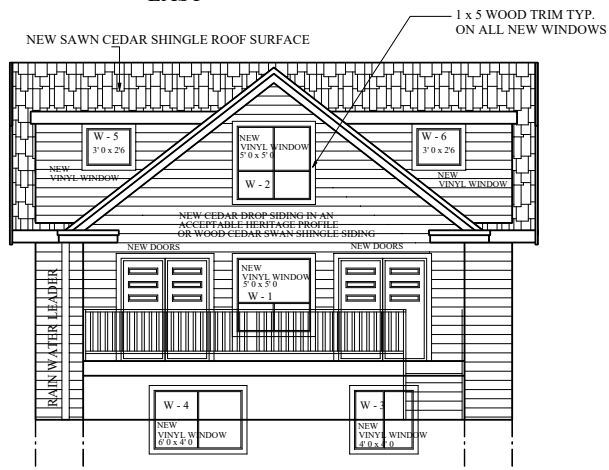 EAST
1 x 5 WOOD TRIM TYP.
ON ALL NEW WINDOWS
NEW SAWN CEDAR SHINGLE ROOF SURFACE
W - 5
3' 0 x 2'6
NEW
VINYL WINDOW
NEW
VINYL WINDOW
5' 0 x 5' 0
W - 2
W - 6
3' 0 x 2'6
NEW
VINYL WINDOW
NEW CEDAR DROP SIDING IN AN
ACCEPTABLE HERITAGE PROFILE
OR WOOD CEDAR SWAN SHINGLE SIDING
NEW DOORS
NEW DOORS
NEW
VINYL WINDOW
5' 0 x 5' 0
W - 1
RAIN WATER LEADER
W - 4
NEW
VINYL WINDOW
6' 0 x 4' 0
W - 3
NEW
VINYL WINDOW
4' 0 x 4' 0